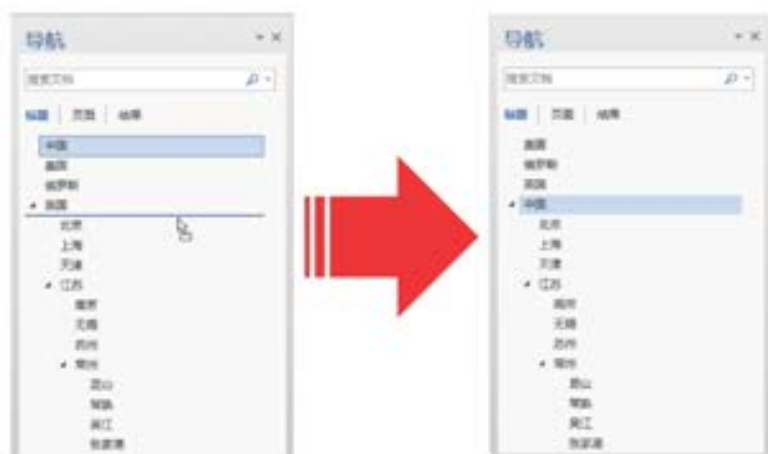 导航
搜索文档
标题 页面 结果
中国
美国
俄罗斯
英国
北京
上海
天津
江苏
南京
无锡
苏州
常州
昆山
常熟
吴江
张家港
导航
搜索文档
标题 页面 结果
美国
俄罗斯
英国
中国
北京
上海
天津
江苏
南京
无锡
苏州
常州
昆山
常熟
吴江
张家港